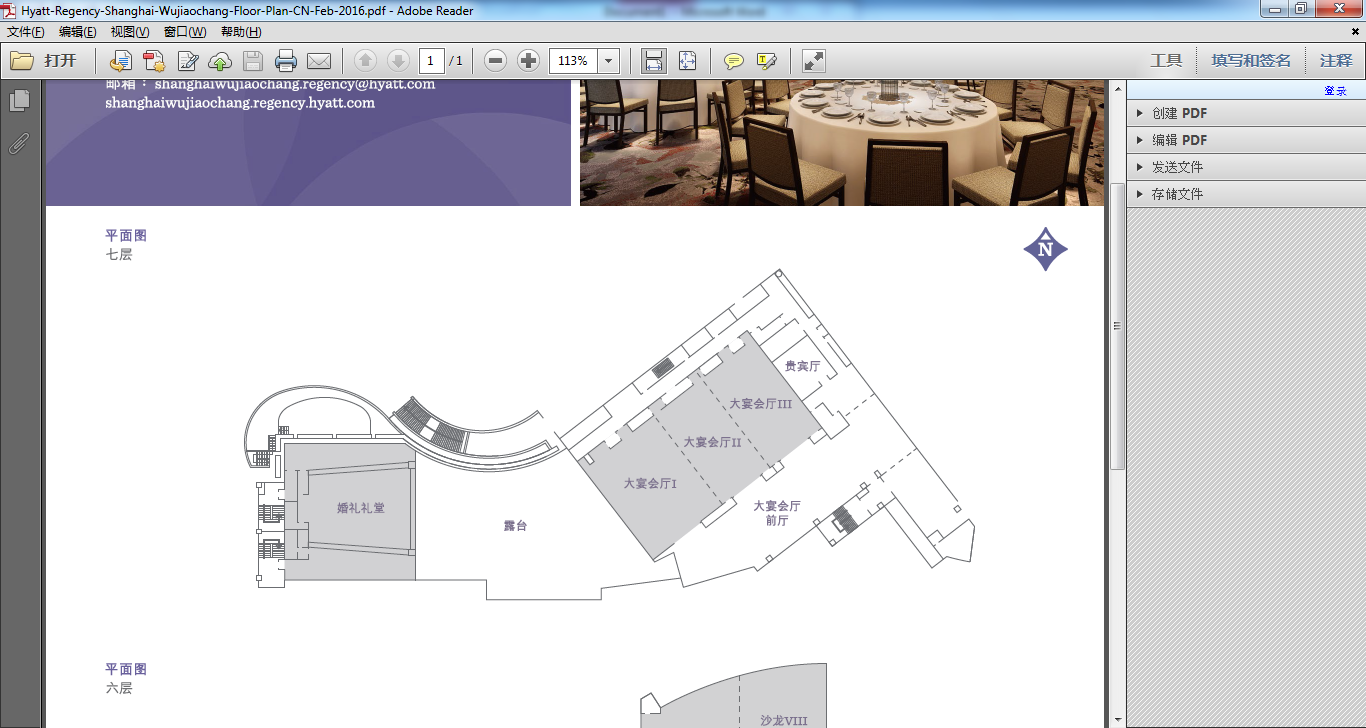 Hyatt-Regency-Shanghai-Wujiaochang-Floor-Plan-CN-Feb-2016.pdf - Adobe Reader
文件(F) 编辑(E) 视图(V) 窗口(W) 帮助(H)
打开 1 / 1 113% 工具 填写和签名 注释
登录
创建 PDF
编辑 PDF
发送文件
存储文件
邮箱： shanghaiwujiaochang.regency@hyatt.com
shanghaiwujiaochang.regency.hyatt.com
平面图
七层
N
贵宾厅
大宴会厅III
大宴会厅II
大宴会厅I
婚礼礼堂
露台
大宴会厅
前厅
平面图
六层
沙龙VIII